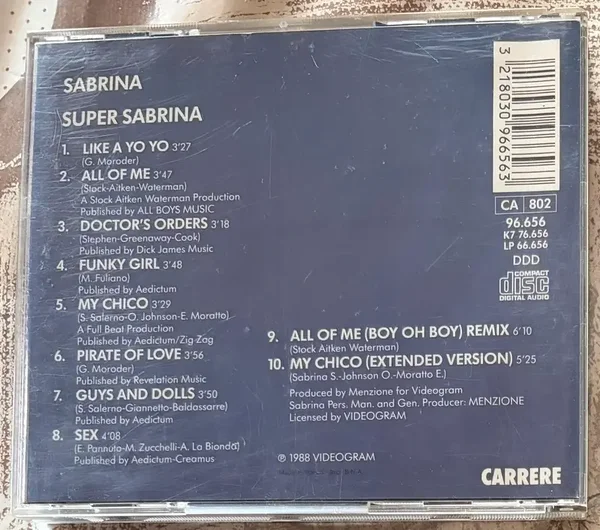 SABRINA
SUPER SABRINA
1. LIKE A YO YO 3'27
(G. Moroder)
2. ALL OF ME 3'47
(Stock-Aitken-Waterman)
A Stock Aitken Waterman Production
Published by ALL BOYS MUSIC
3. DOCTOR'S ORDERS 3'18
(Stephen-Greenaway-Cook)
Published by Dick James Music
4. FUNKY GIRL 3'48
(M. Fuliano)
Published by Aedictum
5. MY CHICO 3'29
(S. Salerno-O. Johnson-E. Moratto)
A Full Beat Production
Published by Aedictum/Zig Zag
6. PIRATE OF LOVE 3'56
(G. Moroder)
Published by Revelation Music
7. GUYS AND DOLLS 3'50
(S. Salerno-Giannetto-Baldassarre)
Published by Aedictum
8. SEX 4'08
(E. Pannuto-M. Zucchelli-A. La Bionda)
Published by Aedictum-Creamus
9. ALL OF ME (BOY OH BOY) REMIX 6'10
(Stock Aitken Waterman)
10. MY CHICO (EXTENDED VERSION) 5'25
(Sabrina S.-Johnson O.-Moratto E.)
Produced by Menzione for Videogram
Sabrina Pers. Man. and Gen. Producer: MENZIONE
Licensed by VIDEOGRAM
℗ 1988 VIDEOGRAM
3 218030 966563
CA 802
96.656
K7 76.656
LP 66.656
DDD
COMPACT
disc
DIGITAL AUDIO
CARRERE